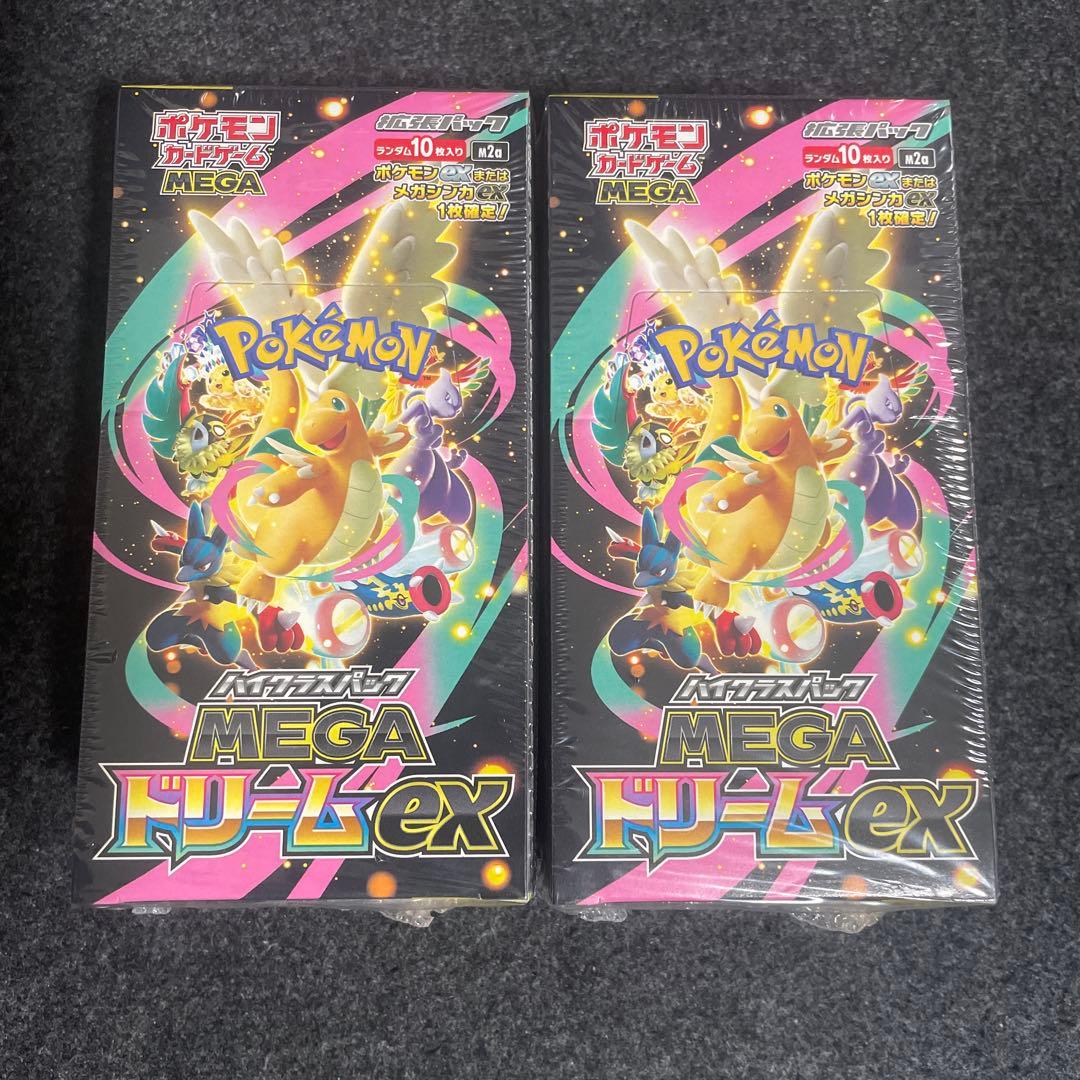 ポケモン
カードゲーム™
MEGA
拡張パック
ランダム10枚入り M2a
ポケモンexまたは
メガシンカex
1枚確定!
POKÉMON™
ハイクラスパック
MEGA
ドリームex
ポケモン
カードゲーム
MEGA
拡張パック
ランダム10枚入り M2a
ポケモンexまたは
メガシンカex
1枚確定!
POKÉMON™
ハイクラスパック
MEGA
ドリームex